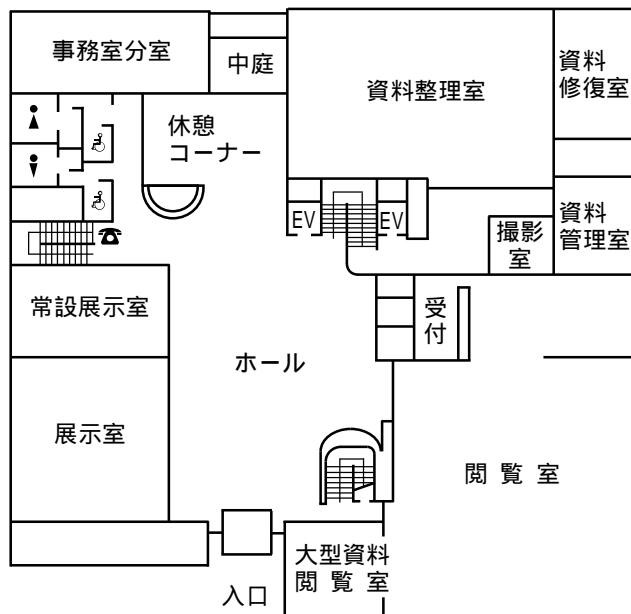 事務室分室
中庭
資料整理室
資料
修復室
休憩
コーナー
EV
EV
撮影
室
資料
管理室
常設展示室
受
付
ホール
展示室
閲覧室
大型資料
閲覧室
入口